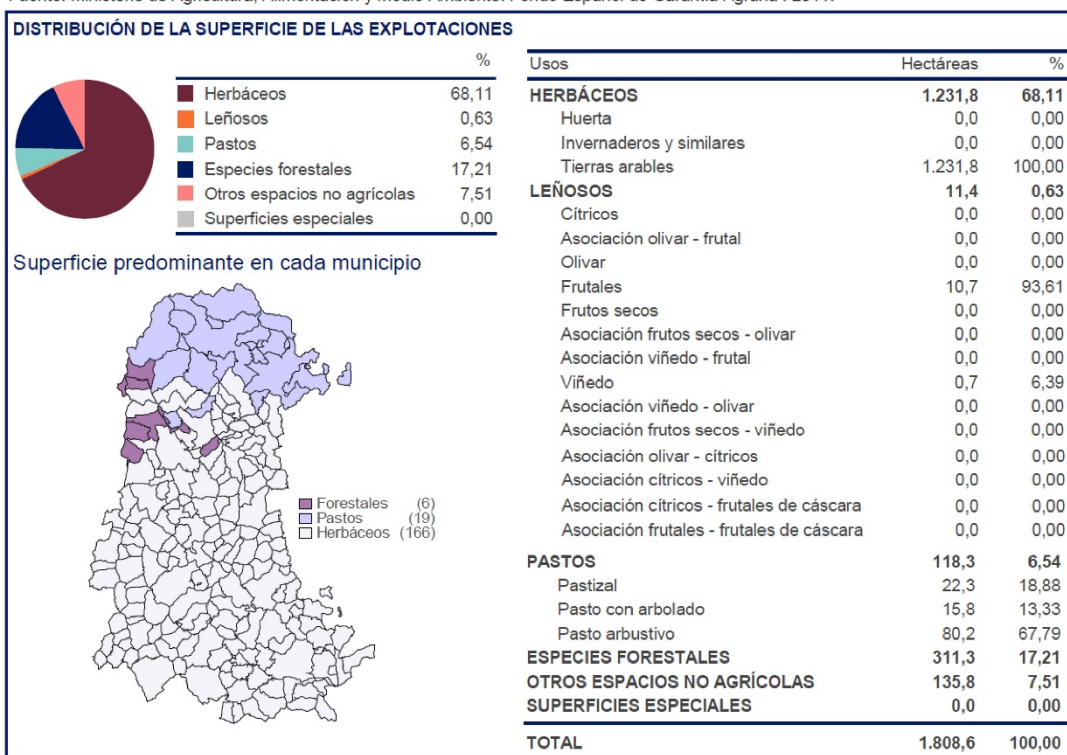 DISTRIBUCIÓN DE LA SUPERFICIE DE LAS EXPLOTACIONES
%
Herbáceos 68,11
Leñosos 0,63
Pastos 6,54
Especies forestales 17,21
Otros espacios no agrícolas 7,51
Superficies especiales 0,00
Superficie predominante en cada municipio
Forestales (6)
Pastos (19)
Herbáceos (166)
Usos Hectáreas %
HERBÁCEOS 1.231,8 68,11
Huerta 0,0 0,00
Invernaderos y similares 0,0 0,00
Tierras arables 1.231,8 100,00
LEÑOSOS 11,4 0,63
Cítricos 0,0 0,00
Asociación olivar - frutal 0,0 0,00
Olivar 0,0 0,00
Frutales 10,7 93,61
Frutos secos 0,0 0,00
Asociación frutos secos - olivar 0,0 0,00
Asociación viñedo - frutal 0,0 0,00
Viñedo 0,7 6,39
Asociación viñedo - olivar 0,0 0,00
Asociación frutos secos - viñedo 0,0 0,00
Asociación olivar - cítricos 0,0 0,00
Asociación cítricos - viñedo 0,0 0,00
Asociación cítricos - frutales de cáscara 0,0 0,00
Asociación frutales - frutales de cáscara 0,0 0,00
PASTOS 118,3 6,54
Pastizal 22,3 18,88
Pasto con arbolado 15,8 13,33
Pasto arbustivo 80,2 67,79
ESPECIES FORESTALES 311,3 17,21
OTROS ESPACIOS NO AGRÍCOLAS 135,8 7,51
SUPERFICIES ESPECIALES 0,0 0,00
TOTAL 1.808,6 100,00